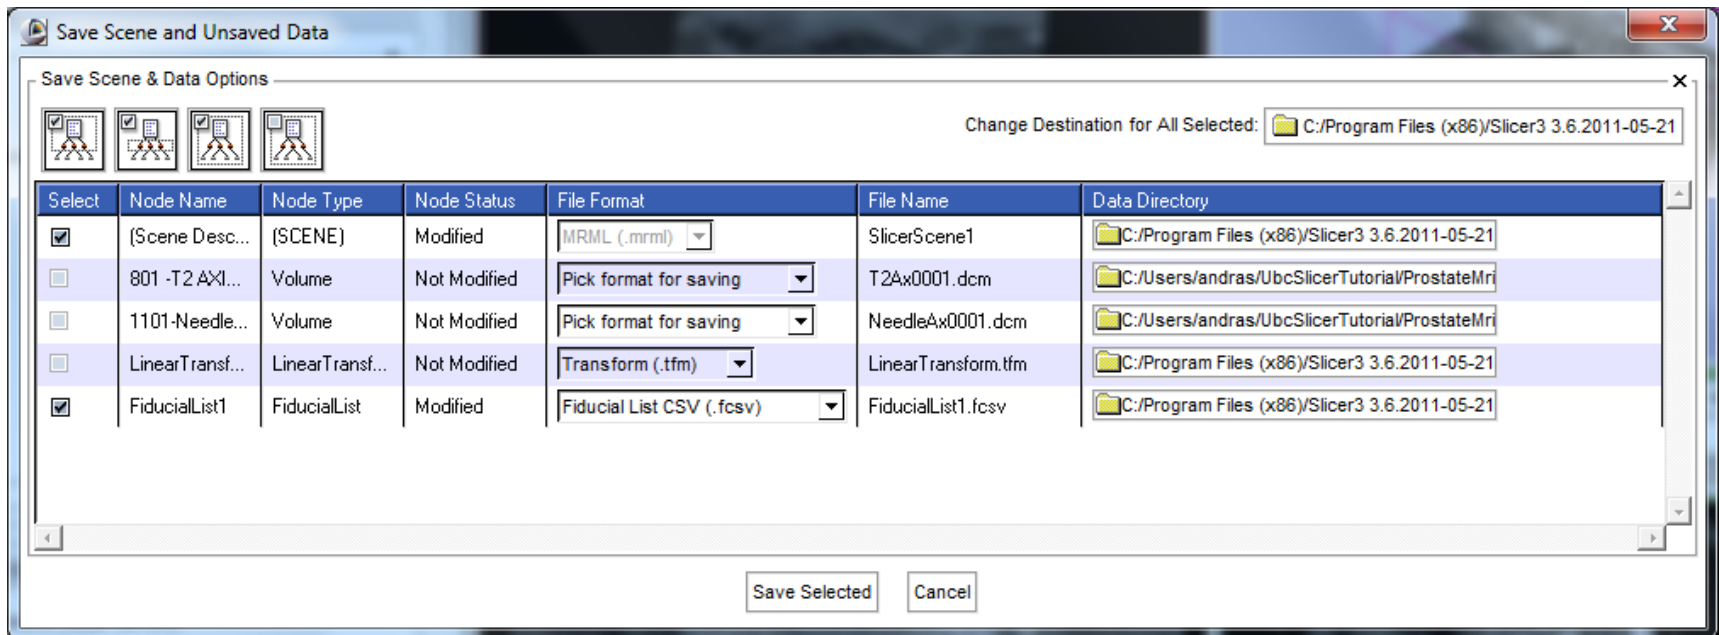 Save Scene and Unsaved Data
Save Scene & Data Options
Change Destination for All Selected: C:/Program Files (x86)/Slicer3 3.6.2011-05-21
Select Node Name Node Type Node Status File Format File Name Data Directory
(Scene Desc... (SCENE) Modified MRML (.mrml) SlicerScene1 C:/Program Files (x86)/Slicer3 3.6.2011-05-21
801 -T2 AXI... Volume Not Modified Pick format for saving T2Ax0001.dcm C:/Users/andras/UbcSlicerTutorial/ProstateMri
1101-Needle... Volume Not Modified Pick format for saving NeedleAx0001.dcm C:/Users/andras/UbcSlicerTutorial/ProstateMri
LinearTransf... LinearTransf... Not Modified Transform (.tfm) LinearTransform.tfm C:/Program Files (x86)/Slicer3 3.6.2011-05-21
FiducialList1 FiducialList Modified Fiducial List CSV (.fcsv) FiducialList1.fcsv C:/Program Files (x86)/Slicer3 3.6.2011-05-21
Save Selected Cancel